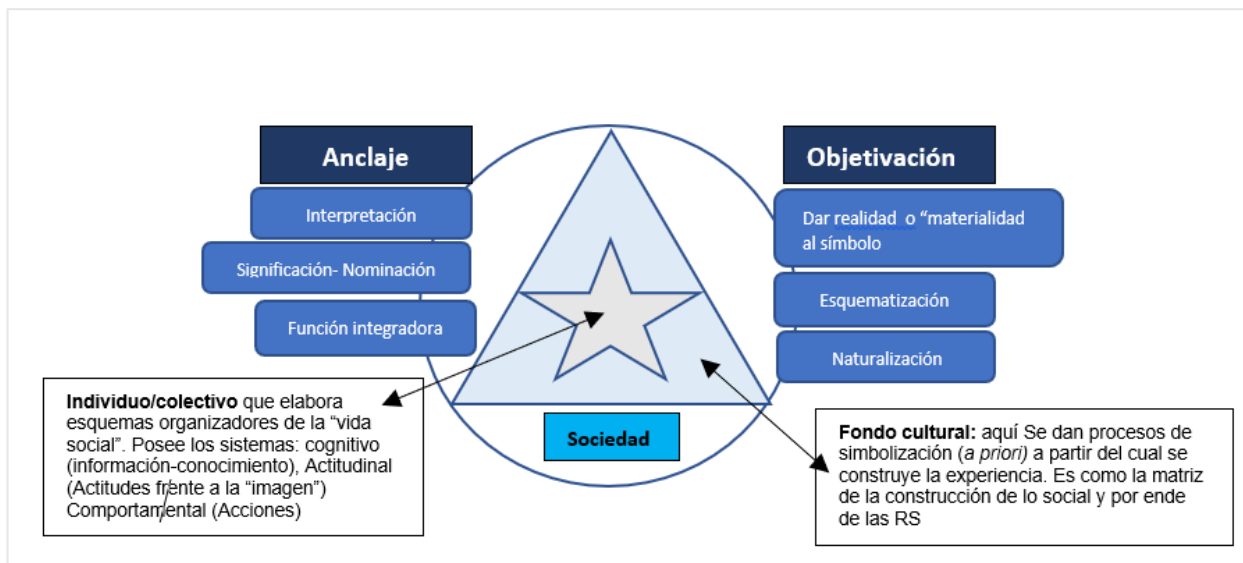 Anclaje
Interpretación
Significación- Nominación
Función integradora
Objetivación
Dar realidad o “materialidad
al símbolo
Esquematización
Naturalización
Individuo/colectivo que elabora
esquemas organizadores de la “vida
social”. Posee los sistemas: cognitivo
(información-conocimiento), Actitudinal
(Actitudes frente a la “imagen”)
Comportamental (Acciones)
Sociedad
Fondo cultural: aquí Se dan procesos de
simbolización (a priori) a partir del cual se
construye la experiencia. Es como la matriz
de la construcción de lo social y por ende
de las RS